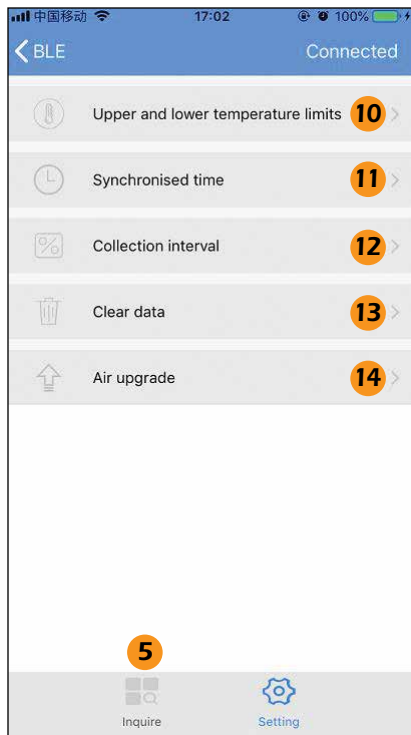 中国移动 17:02 100%
BLE Connected
Upper and lower temperature limits 10
Synchronised time 11
% Collection interval 12
Clear data 13
Air upgrade 14
5
Inquire Setting